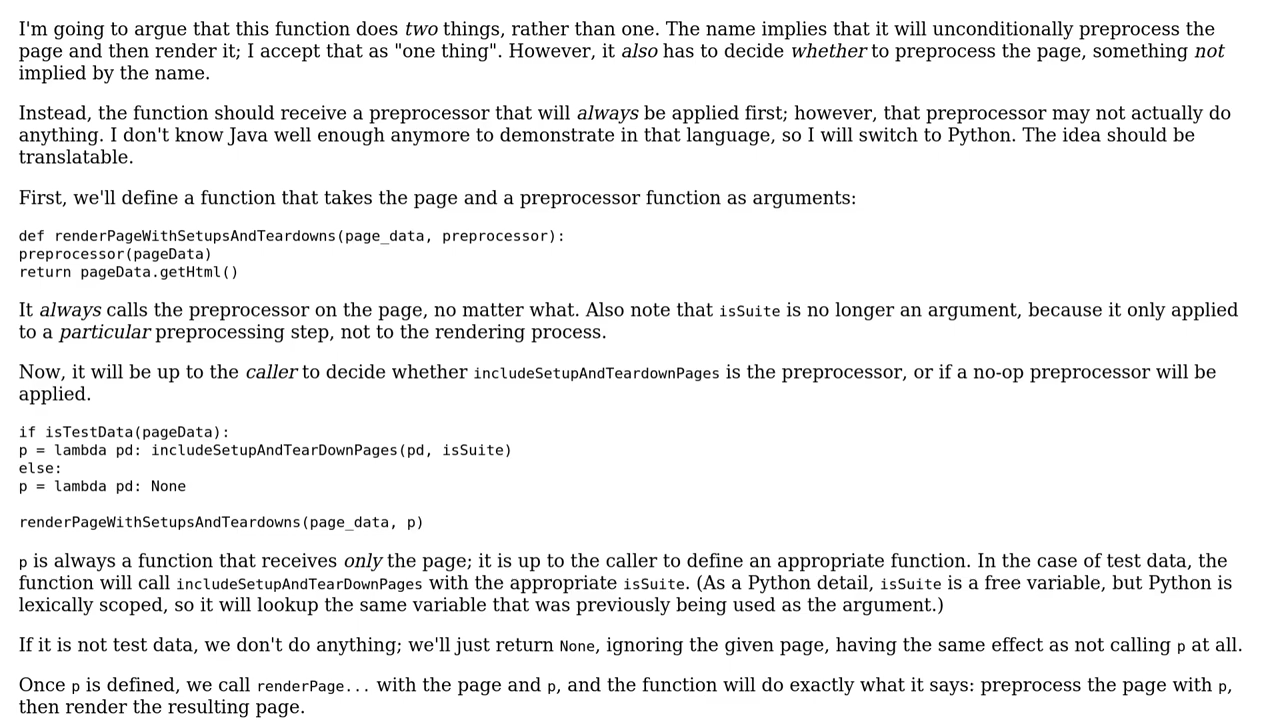 I'm going to argue that this function does two things, rather than one. The name implies that it will unconditionally preprocess the
page and then render it; I accept that as "one thing". However, it also has to decide whether to preprocess the page, something not
implied by the name.
Instead, the function should receive a preprocessor that will always be applied first; however, that preprocessor may not actually do
anything. I don't know Java well enough anymore to demonstrate in that language, so I will switch to Python. The idea should be
translatable.
First, we'll define a function that takes the page and a preprocessor function as arguments:
def renderPageWithSetupsAndTeardowns(page_data, preprocessor):
preprocessor(pageData)
return pageData.getHtml()
It always calls the preprocessor on the page, no matter what. Also note that isSuite is no longer an argument, because it only applied
to a particular preprocessing step, not to the rendering process.
Now, it will be up to the caller to decide whether includeSetupAndTeardownPages is the preprocessor, or if a no-op preprocessor will be
applied.
if isTestData(pageData):
p = lambda pd: includeSetupAndTearDownPages(pd, isSuite)
else:
p = lambda pd: None
renderPageWithSetupsAndTeardowns(page_data, p)
p is always a function that receives only the page; it is up to the caller to define an appropriate function. In the case of test data, the
function will call includeSetupAndTearDownPages with the appropriate isSuite. (As a Python detail, isSuite is a free variable, but Python is
lexically scoped, so it will lookup the same variable that was previously being used as the argument.)
If it is not test data, we don't do anything; we'll just return None, ignoring the given page, having the same effect as not calling p at all.
Once p is defined, we call renderPage... with the page and p, and the function will do exactly what it says: preprocess the page with p,
then render the resulting page.